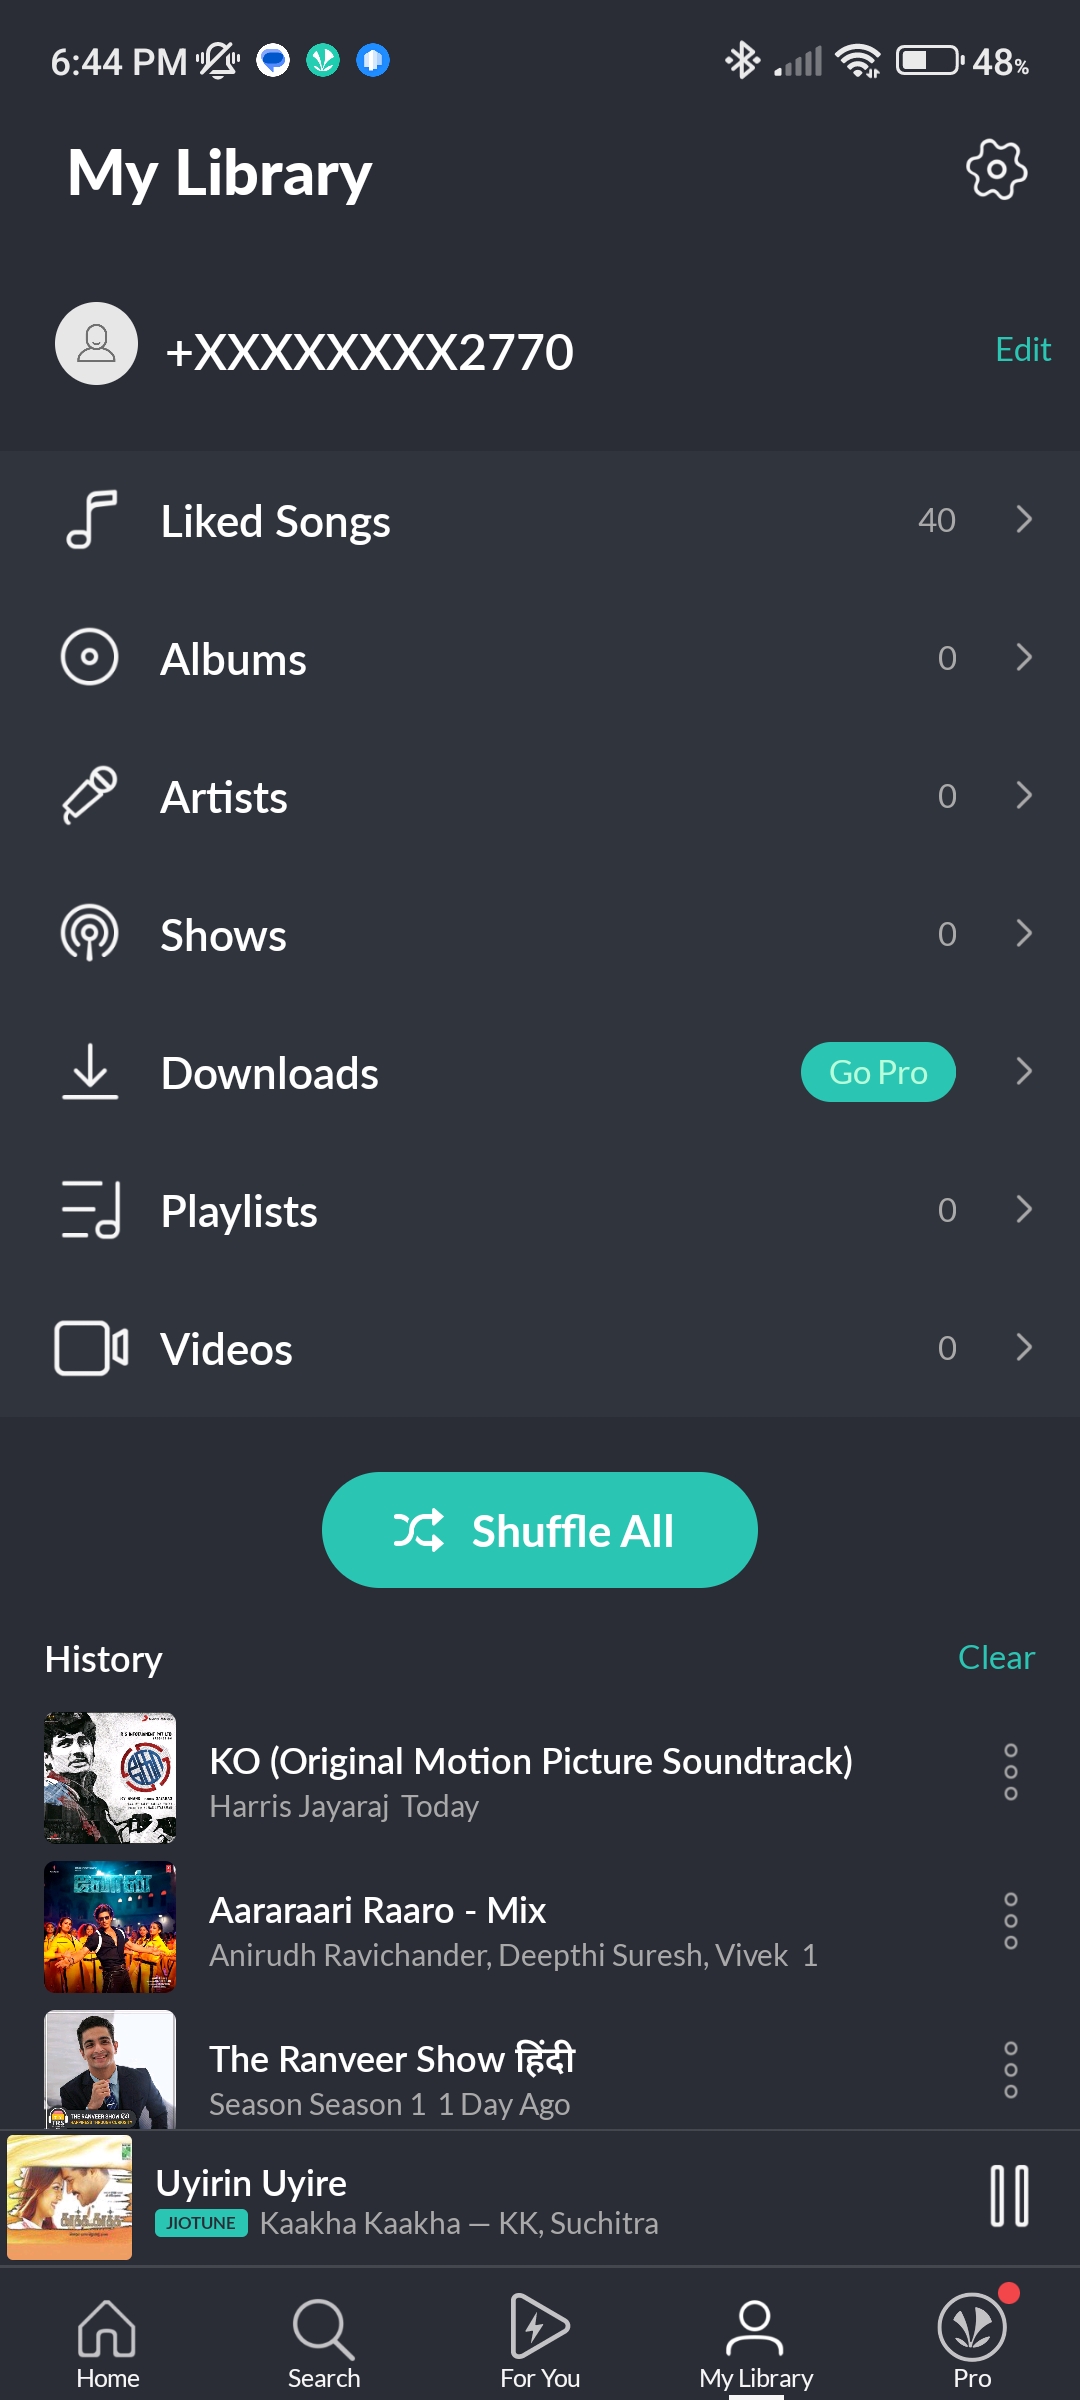 6:44 PM
48%
My Library
+XXXXXXXX2770
Edit
Liked Songs 40
Albums 0
Artists 0
Shows 0
Downloads Go Pro
Playlists 0
Videos 0
Shuffle All
History Clear
KO (Original Motion Picture Soundtrack)
Harris Jayaraj Today
Aararaari Raaro - Mix
Anirudh Ravichander, Deepthi Suresh, Vivek 1
The Ranveer Show हिंदी
Season Season 1 1 Day Ago
THE RANVEER SHOW हिंदी
Uyirin Uyire
JIOTUNE Kaakha Kaakha — KK, Suchitra
Home Search For You My Library Pro